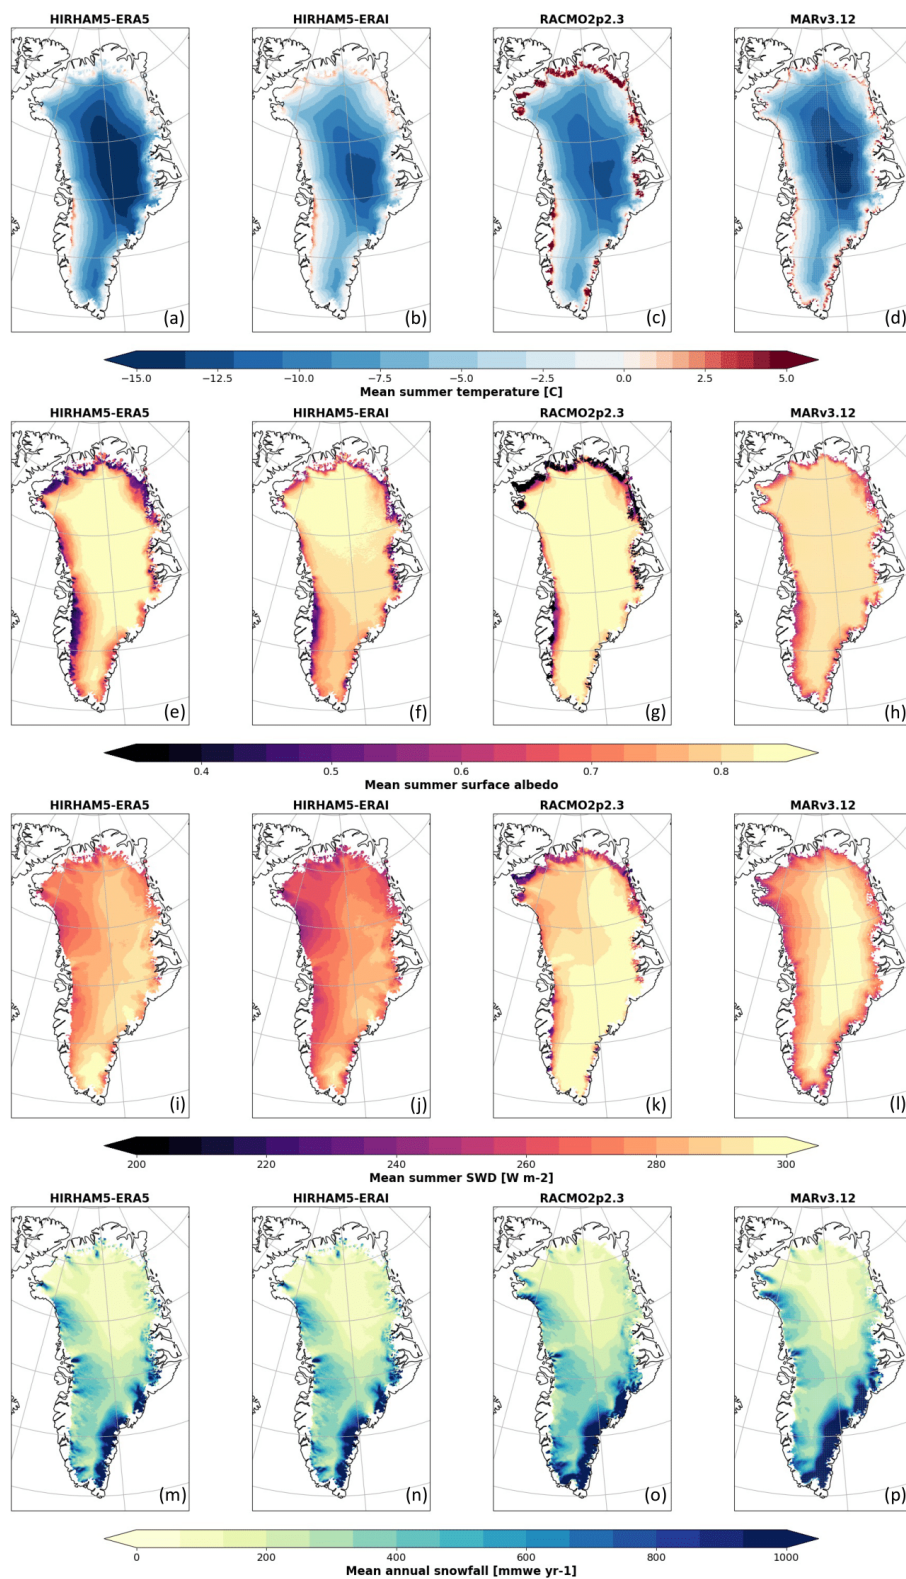 HIRHAM5-ERA5 HIRHAM5-ERAI RACMO2p2.3 MARv3.12
(a) (b) (c) (d)
−15.0 −12.5 −10.0 −7.5 −5.0 −2.5 0.0 2.5 5.0
Mean summer temperature [C]
HIRHAM5-ERA5 HIRHAM5-ERAI RACMO2p2.3 MARv3.12
(e) (f) (g) (h)
0.4 0.5 0.6 0.7 0.8
Mean summer surface albedo
HIRHAM5-ERA5 HIRHAM5-ERAI RACMO2p2.3 MARv3.12
(i) (j) (k) (l)
200 220 240 260 280 300
Mean summer SWD [W m-2]
HIRHAM5-ERA5 HIRHAM5-ERAI RACMO2p2.3 MARv3.12
(m) (n) (o) (p)
0 200 400 600 800 1000
Mean annual snowfall [mmwe yr-1]